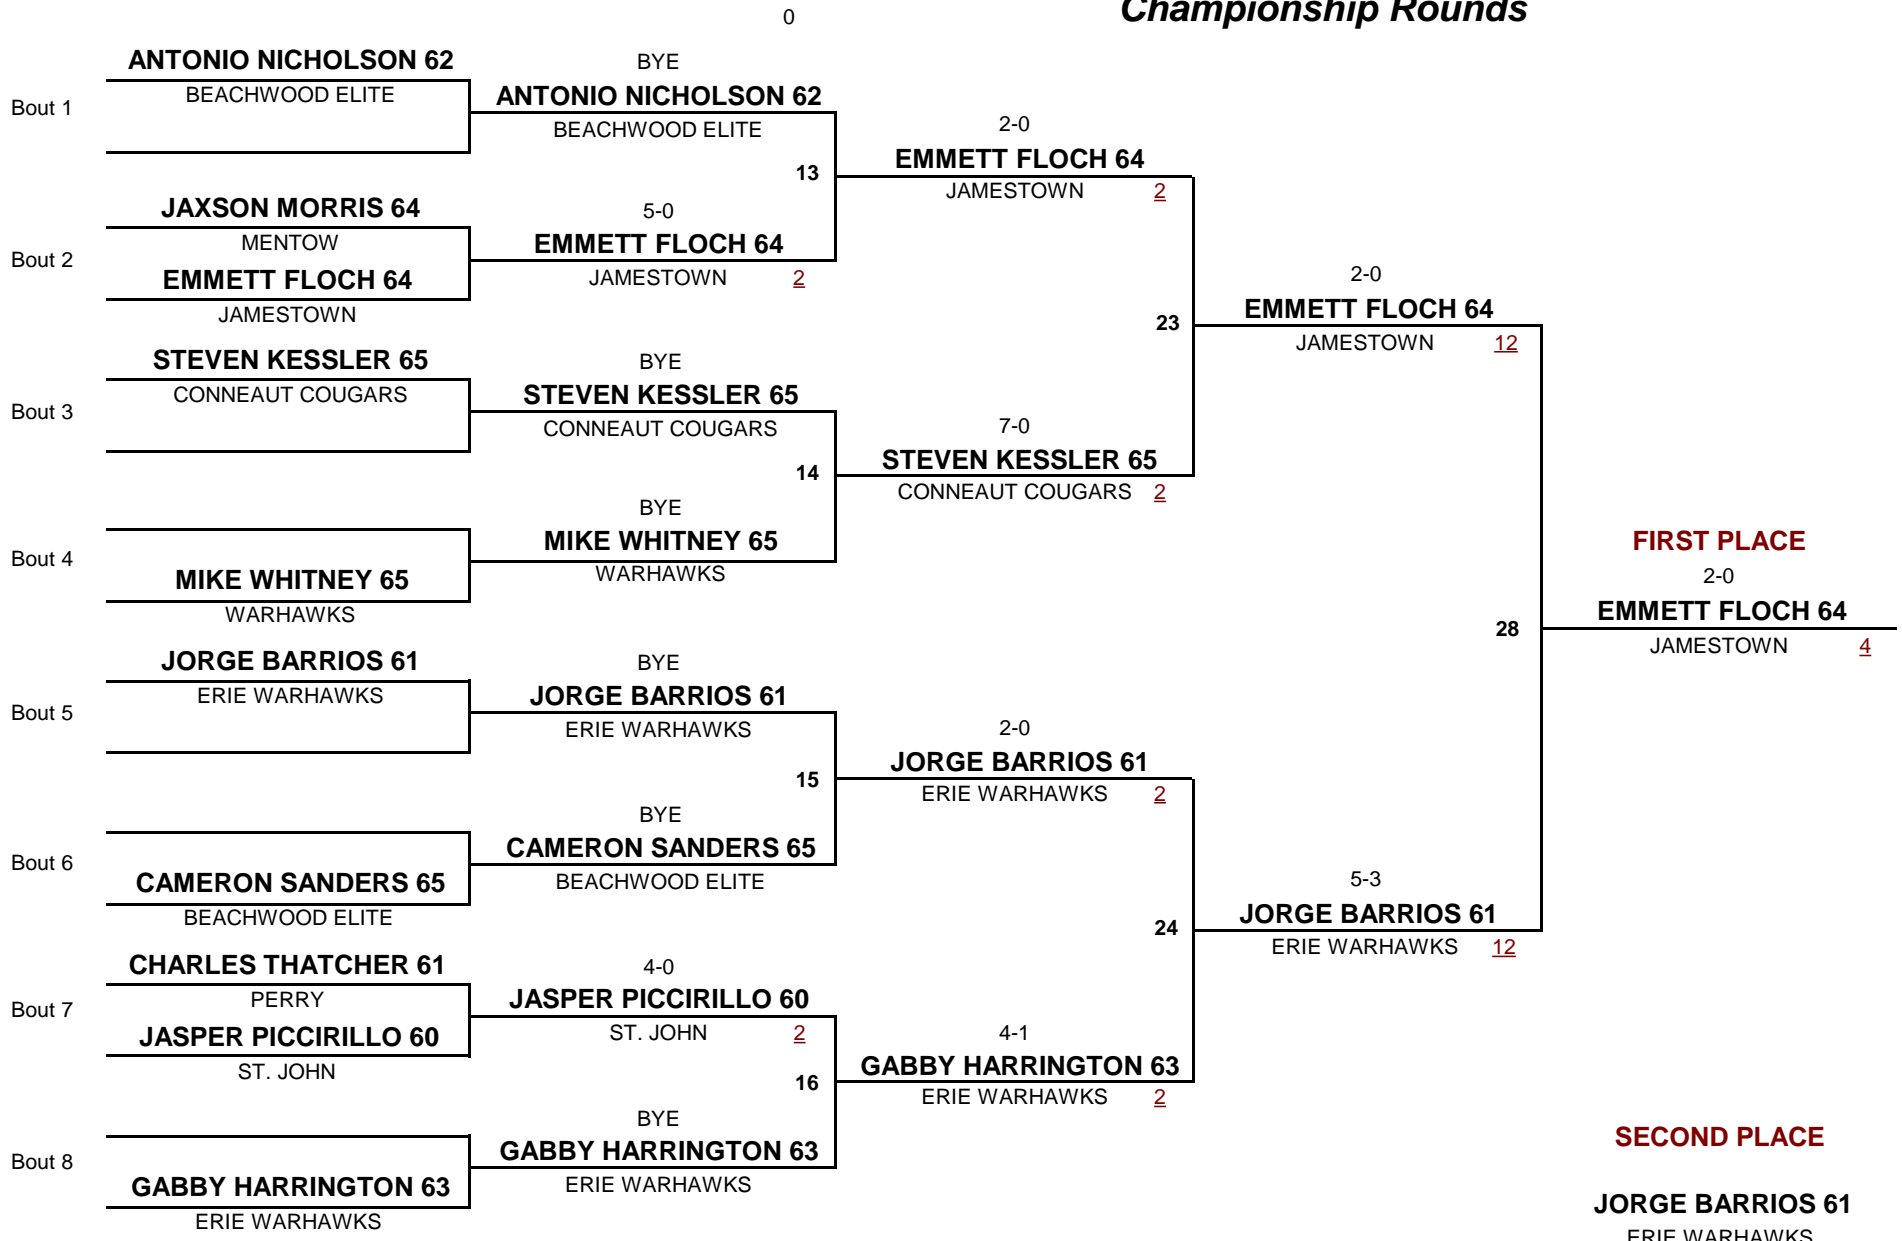 Championship Rounds
0
ANTONIO NICHOLSON 62
BEACHWOOD ELITE
Bout 1
JAXSON MORRIS 64
MENTOW
Bout 2
EMMETT FLOCH 64
JAMESTOWN
STEVEN KESSLER 65
CONNEAUT COUGARS
Bout 3
Bout 4
MIKE WHITNEY 65
WARHAWKS
JORGE BARRIOS 61
ERIE WARHAWKS
Bout 5
Bout 6
CAMERON SANDERS 65
BEACHWOOD ELITE
CHARLES THATCHER 61
PERRY
Bout 7
JASPER PICCIRILLO 60
ST. JOHN
Bout 8
GABBY HARRINGTON 63
ERIE WARHAWKS
BYE
ANTONIO NICHOLSON 62
BEACHWOOD ELITE
13
5-0
EMMETT FLOCH 64
JAMESTOWN 2
BYE
STEVEN KESSLER 65
CONNEAUT COUGARS
14
BYE
MIKE WHITNEY 65
WARHAWKS
BYE
JORGE BARRIOS 61
ERIE WARHAWKS
15
BYE
CAMERON SANDERS 65
BEACHWOOD ELITE
4-0
JASPER PICCIRILLO 60
ST. JOHN 2
16
BYE
GABBY HARRINGTON 63
ERIE WARHAWKS
2-0
EMMETT FLOCH 64
JAMESTOWN 2
23
7-0
STEVEN KESSLER 65
CONNEAUT COUGARS 2
2-0
JORGE BARRIOS 61
ERIE WARHAWKS 2
24
4-1
GABBY HARRINGTON 63
ERIE WARHAWKS 2
2-0
EMMETT FLOCH 64
JAMESTOWN 12
28
5-3
JORGE BARRIOS 61
ERIE WARHAWKS 12
FIRST PLACE
2-0
EMMETT FLOCH 64
JAMESTOWN 4
SECOND PLACE
JORGE BARRIOS 61
ERIE WARHAWKS